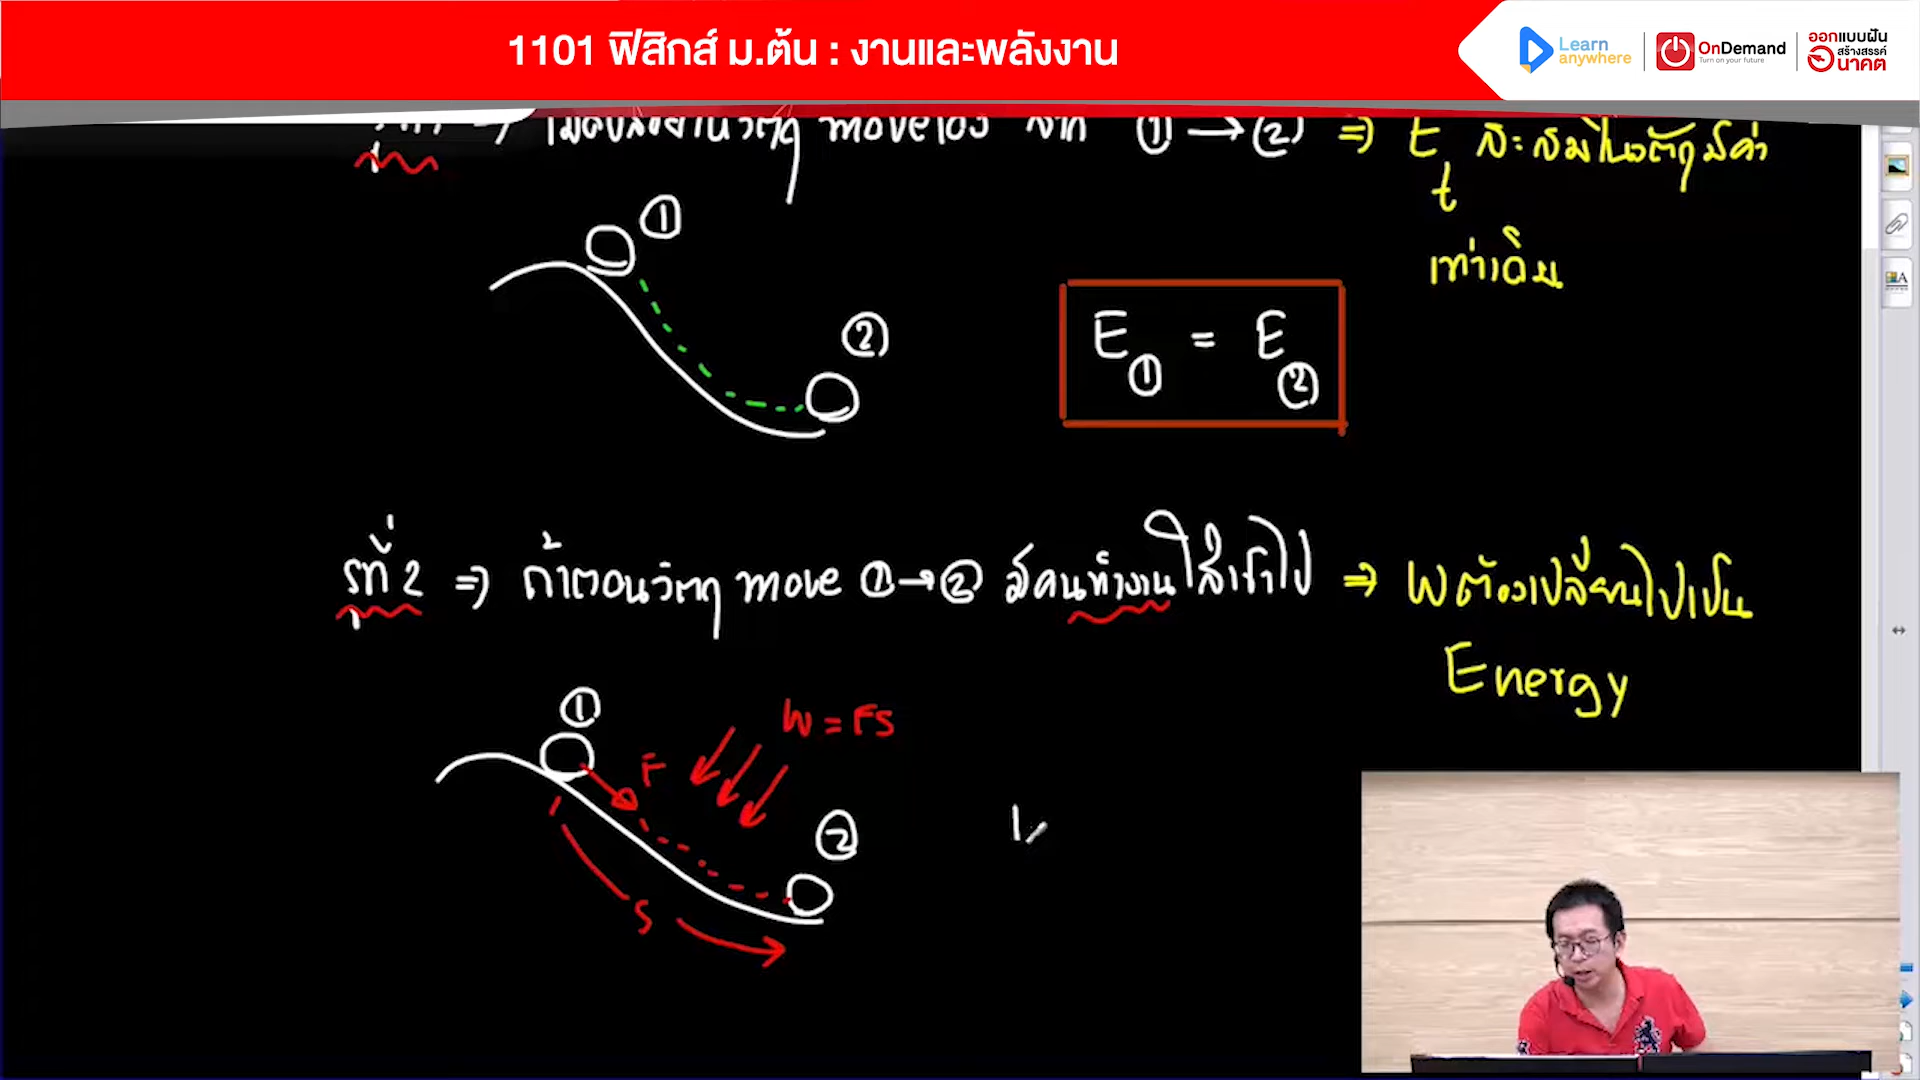 1101 ฟิสิกส์ ม.ต้น : งานและพลังงาน
Learn anywhere
OnDemand
Turn on your future
ออกแบบฝัน
สร้างสรรค์
อนาคต
move เอง จาก ① → ② ⇒ Et สะสมในวัตถุมีค่า
เท่าเดิม
①
②
E① = E②
รูที่ 2 ⇒ ถ้าตอนวัตถุ move ① → ② มีคนทำงานใส่เข้าไป ⇒ Wต้องเปลี่ยนไปเป็น
Energy
①
W = FS
F
②
S